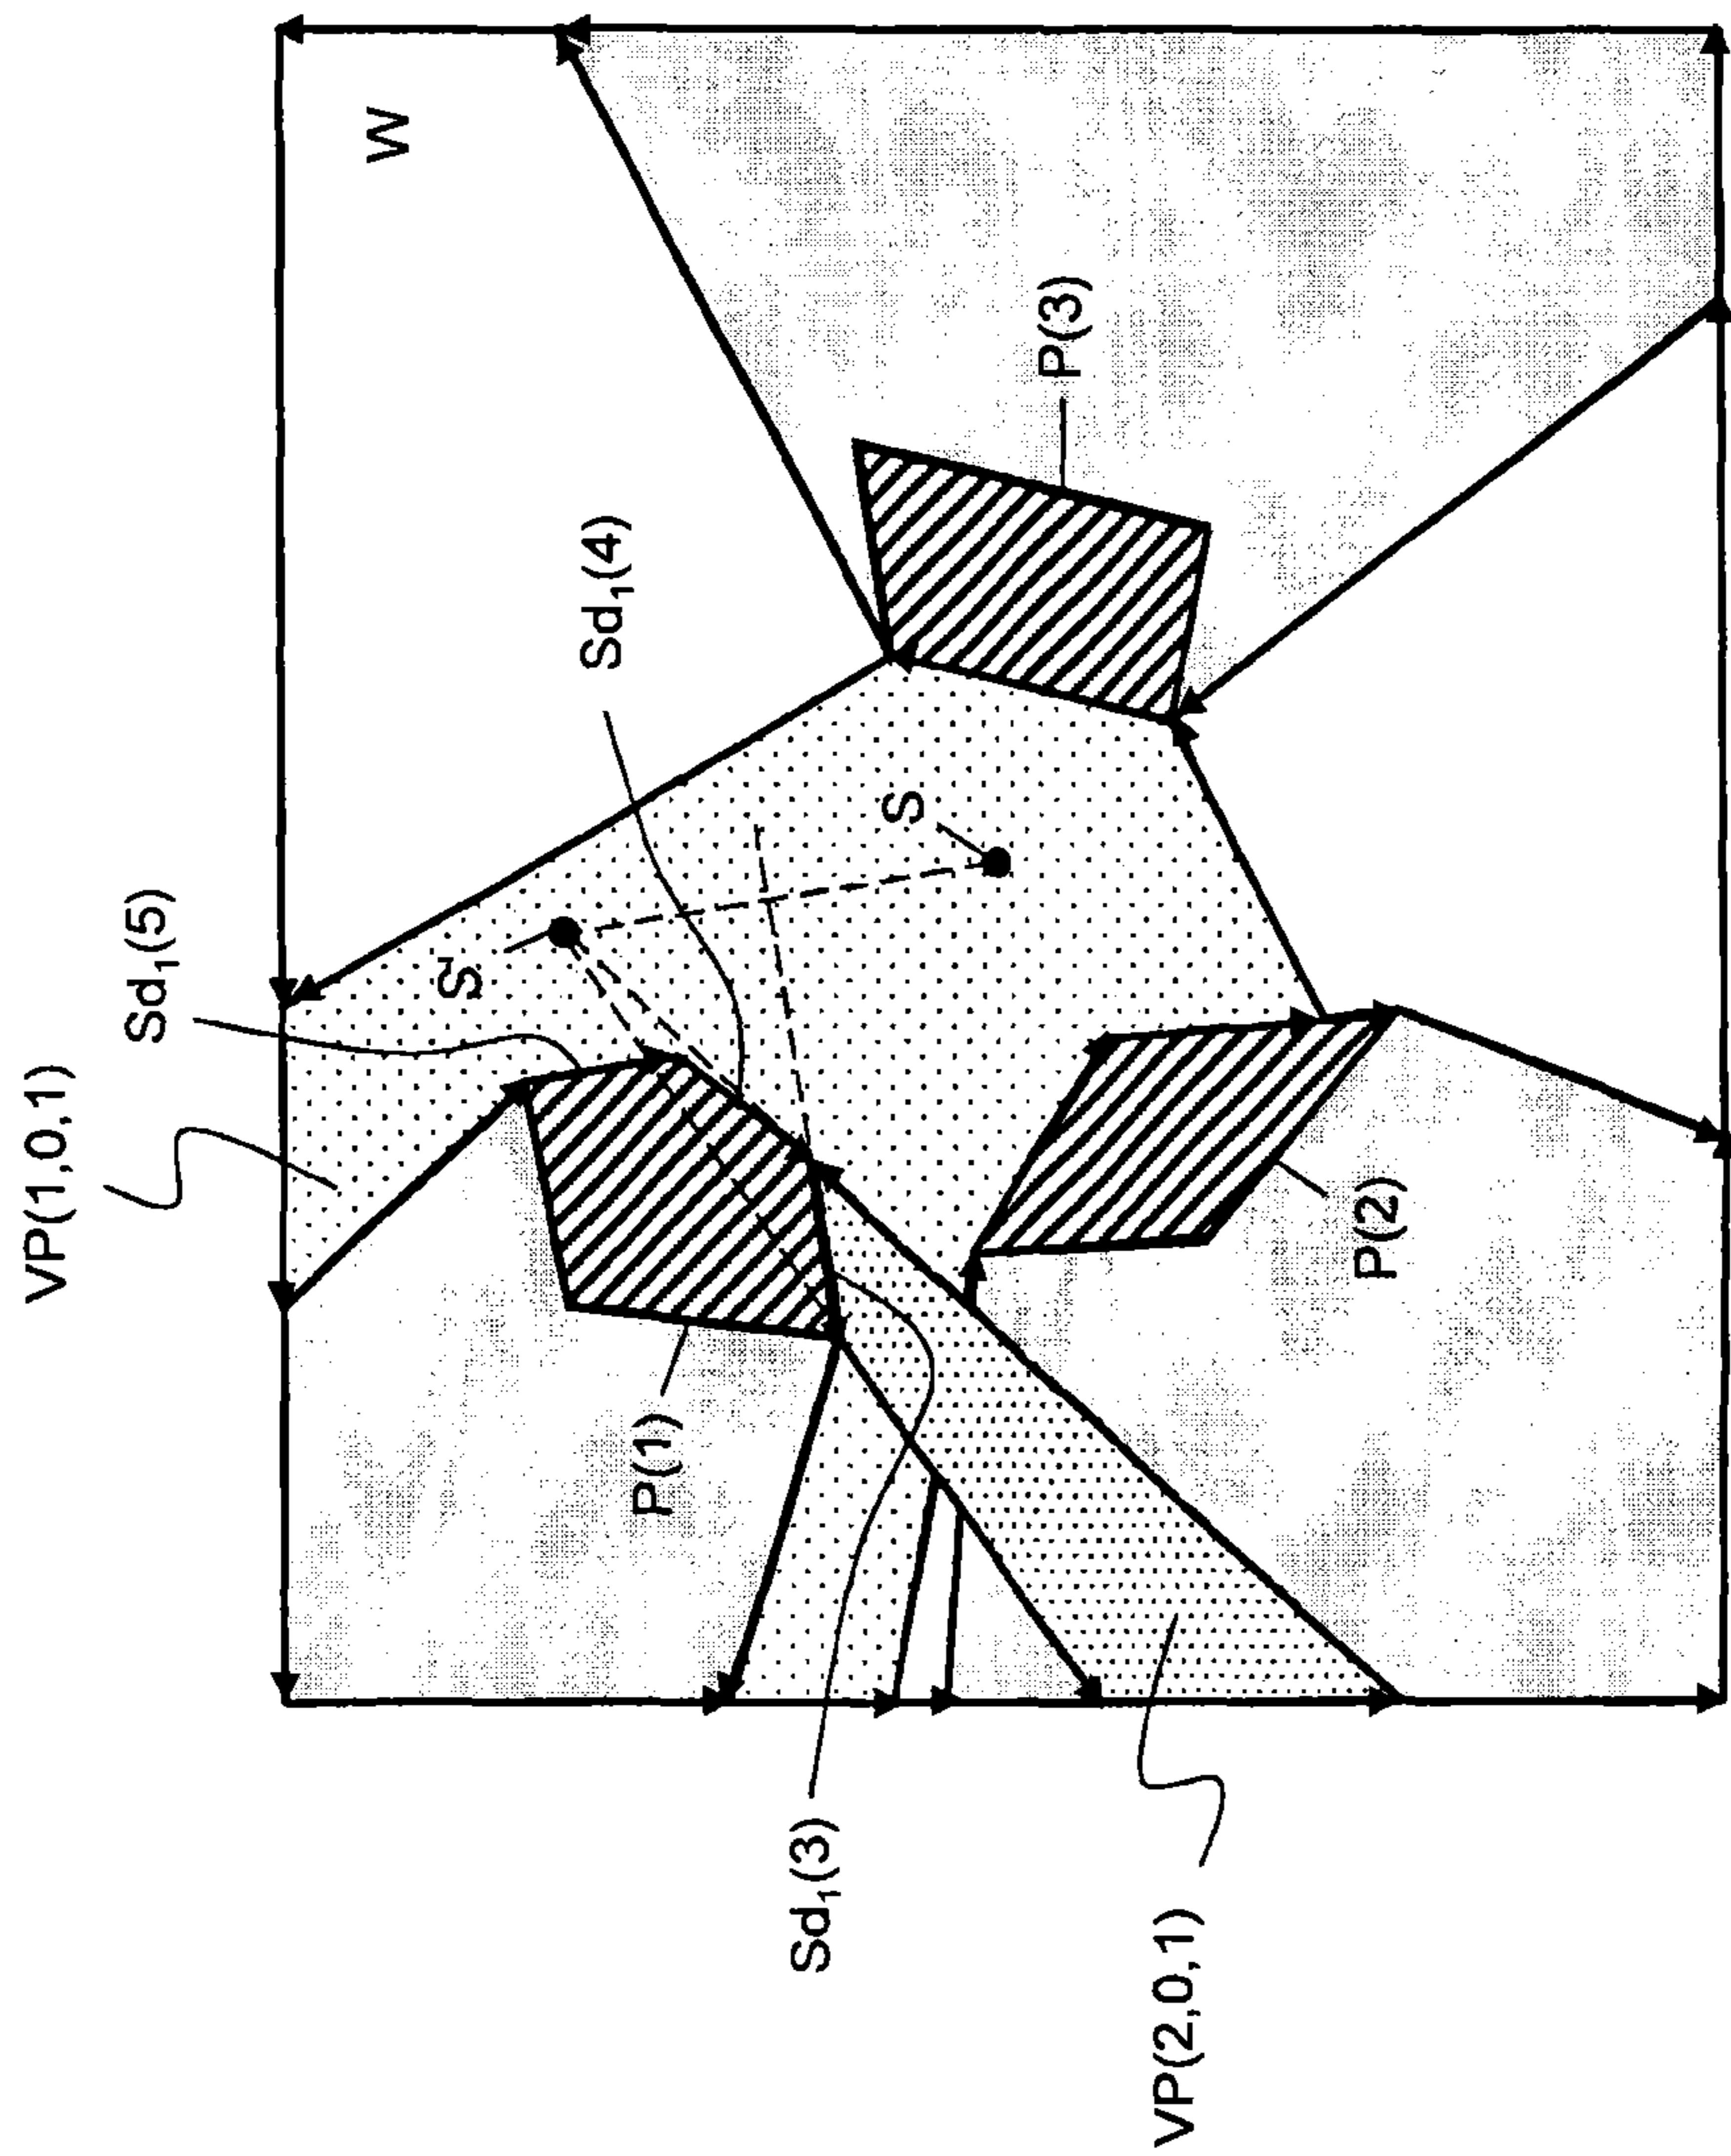 VP(1,0,1)
Sd₁(5)
W
S̃
Sd₁(4)
P(1)
Sd₁(3)
S
P(3)
VP(2,0,1)
P(2)